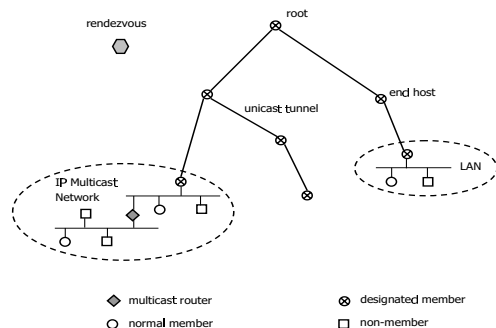 root
rendezvous
end host
unicast tunnel
LAN
IP Multicast
Network
multicast router
designated member
normal member
non-member